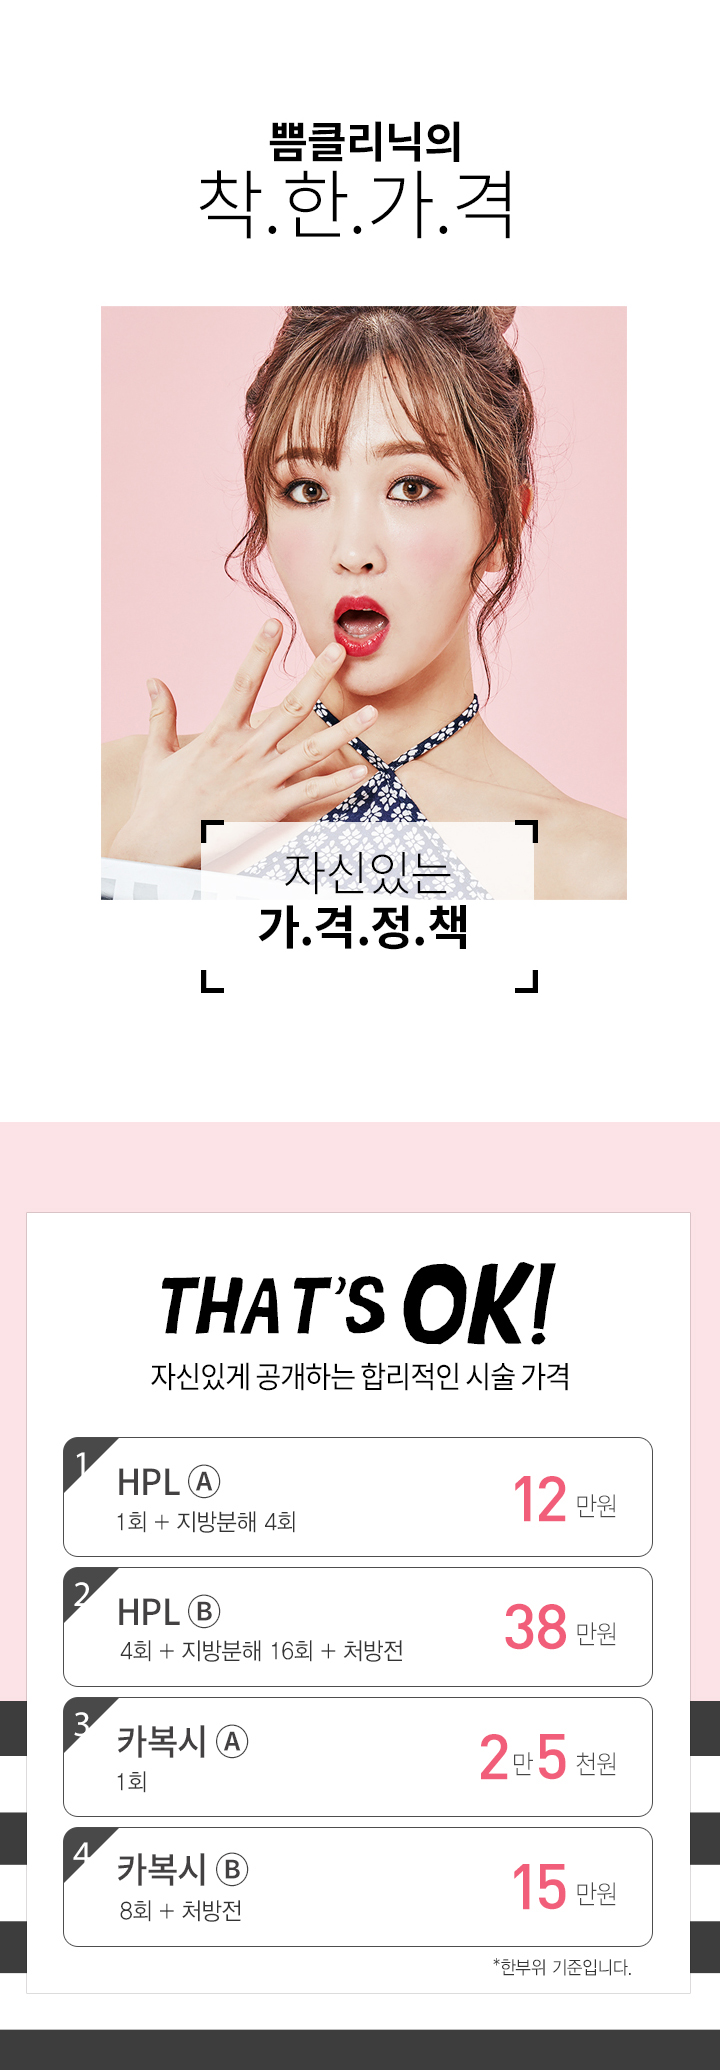 쁨클리닉의
착.한.가.격
자신있는
가.격.정.책
THAT'S OK!
자신있게 공개하는 합리적인 시술 가격
1
HPL Ⓐ
1회 + 지방분해 4회
12 만원
2
HPL Ⓑ
4회 + 지방분해 16회 + 처방전
38 만원
3
카복시 Ⓐ
1회
2만 5천원
4
카복시 Ⓑ
8회 + 처방전
15 만원
*한부위 기준입니다.